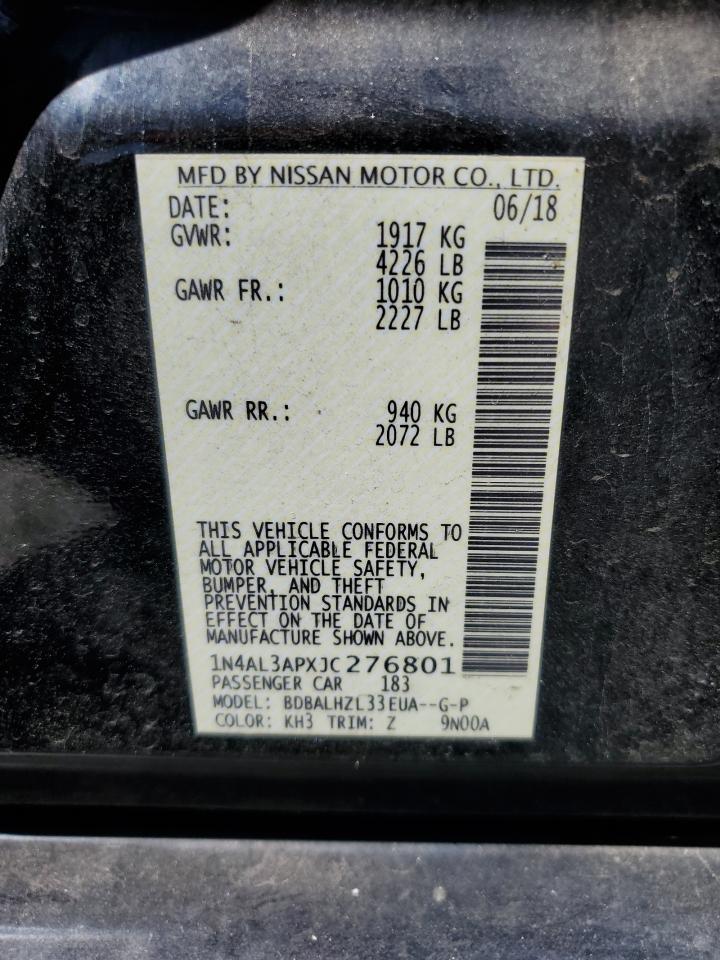 MFD BY NISSAN MOTOR CO., LTD.
DATE: 06/18
GVWR: 1917 KG
4226 LB
GAWR FR.: 1010 KG
2227 LB
GAWR RR.: 940 KG
2072 LB
THIS VEHICLE CONFORMS TO
ALL APPLICABLE FEDERAL
MOTOR VEHICLE SAFETY,
BUMPER, AND THEFT
PREVENTION STANDARDS IN
EFFECT ON THE DATE OF
MANUFACTURE SHOWN ABOVE.
1N4AL3APXJC276801
PASSENGER CAR 183
MODEL: BDBALHZL33EUA--G-P
COLOR: KH3 TRIM: Z 9N00A